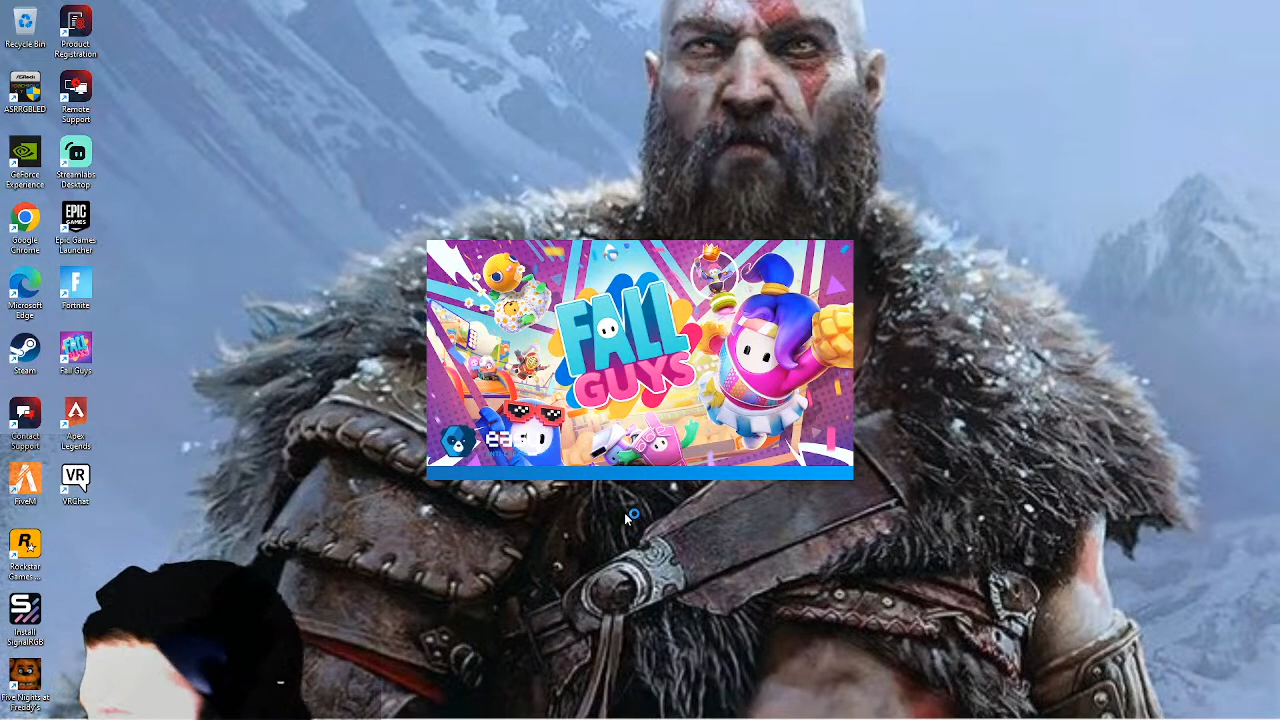 Recycle Bin
Product
Registration
ASRRGBLED
Remote
Support
GeForce
Experience
Streamlabs
Desktop
Google
Chrome
EPIC
GAMES
Epic Games
Launcher
Microsoft
Edge
F
Fortnite
Steam
FALL
GUYS
Fall Guys
Contact
Support
Apex
Legends
FiveM
VR
VRChat
R
Rockstar
Games ...
S
Install
SignalRGB
Five Nights at
Freddy's
FALL
GUYS